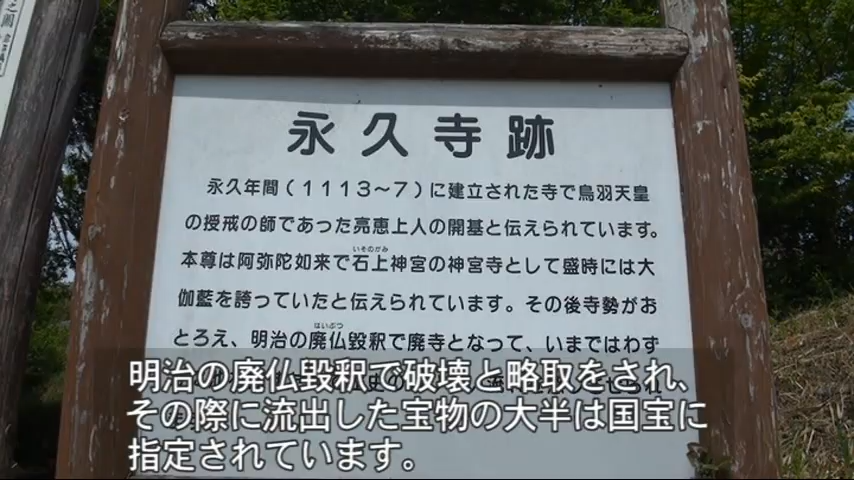 永久寺跡
永久年間(1113〜7)に建立された寺で鳥羽天皇
の授戒の師であった亮恵上人の開基と伝えられています。
いそのかみ
本尊は阿弥陀如来で石上神宮の神宮寺として盛時には大
伽藍を誇っていたと伝えられています。その後寺勢がお
はいぶつ
とろえ、明治の廃仏毀釈で廃寺となって、いまではわず
明治の廃仏毀釈で破壊と略取をされ、
その際に流出した宝物の大半は国宝に
指定されています。